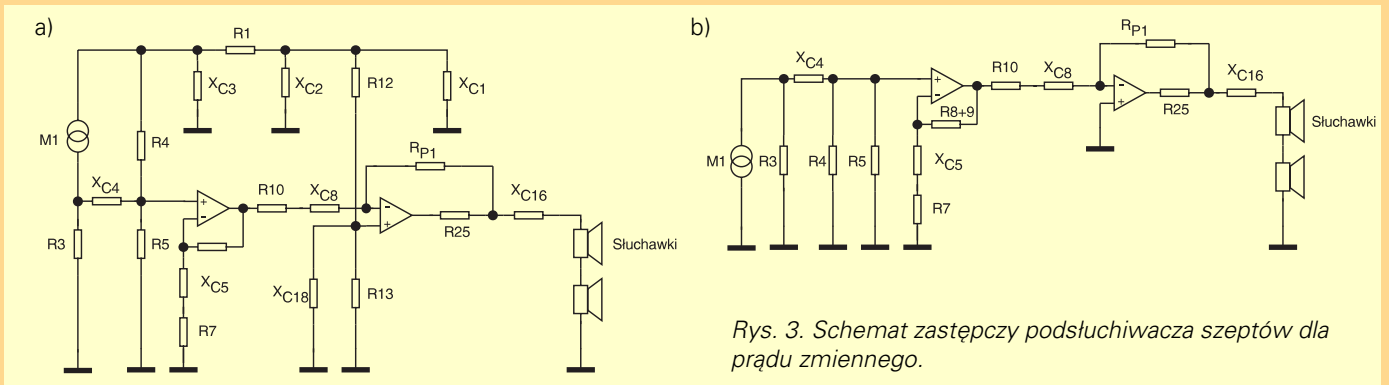 a)
R1
XC3
XC2
R12
XC1
M1
R4
XC4
R10
XC8
RP1
XC16
R3
R5
R25
Słuchawki
XC5
XC18
R13
R7
b)
RP1
XC4
R10
XC8
XC16
R25
R8+9
Słuchawki
M1
R3
R4
R5
XC5
R7
+
-
-
+
+
-
-
+
Rys. 3. Schemat zastępczy podsłuchiwacza szeptów dla
prądu zmiennego.